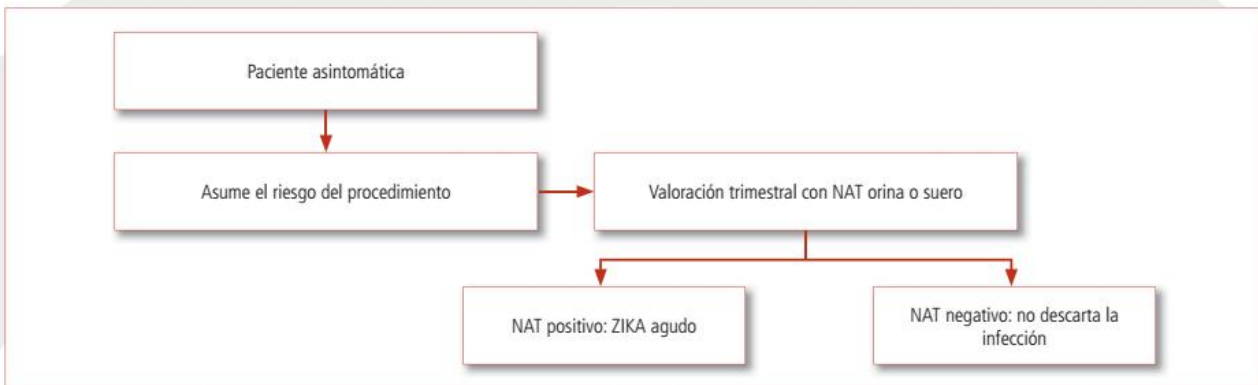 Paciente asintomática
Asume el riesgo del procedimiento
Valoración trimestral con NAT orina o suero
NAT positivo: ZIKA agudo
NAT negativo: no descarta la
infección